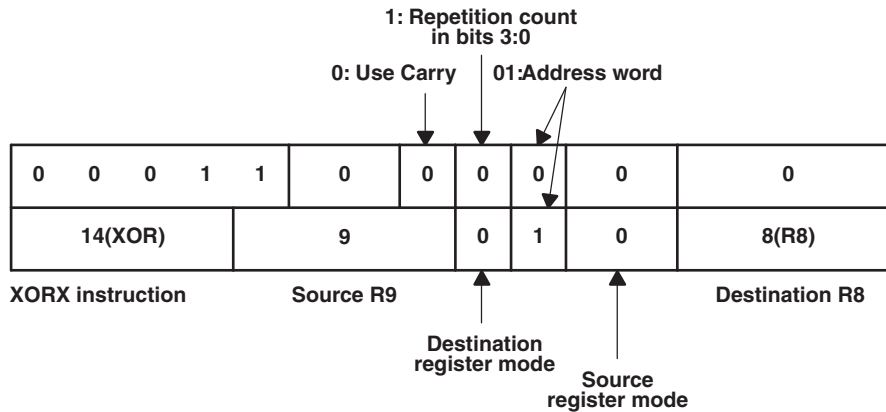 1: Repetition count
in bits 3:0
0: Use Carry
01:Address word
0 0 0 1 1 0 0 0 0 0 0
14(XOR) 9 0 1 0 8(R8)
XORX instruction Source R9 Destination R8
Destination
register mode
Source
register mode